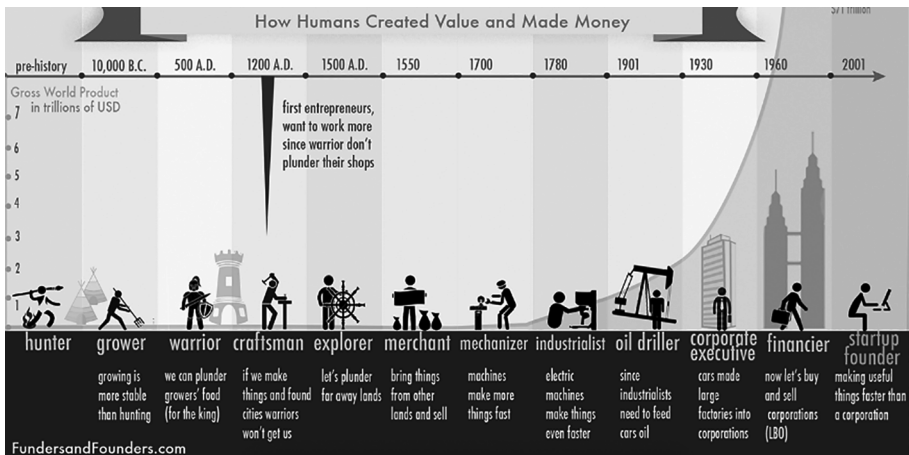 $71 trillion
How Humans Created Value and Made Money
pre-history 10,000 B.C. 500 A.D. 1200 A.D. 1500 A.D. 1550 1700 1780 1901 1930 1960 2001
Gross World Product
in trillions of USD
7
6
5
4
3
2
1
first entrepreneurs,
want to work more
since warrior don't
plunder their shops
hunter
grower
growing is
more stable
than hunting
warrior
we can plunder
growers' food
(for the king)
craftsman
if we make
things and found
cities warriors
won't get us
explorer
let's plunder
far away lands
merchant
bring things
from other
lands and sell
mechanizer
machines
make more
things fast
industrialist
electric
machines
make things
even faster
oil driller
since
industrialists
need to feed
cars oil
corporate
executive
cars made
large
factories into
corporations
financier
now let's buy
and sell
corporations
(LBO)
startup
founder
making useful
things faster than
a corporation
FundersandFounders.com